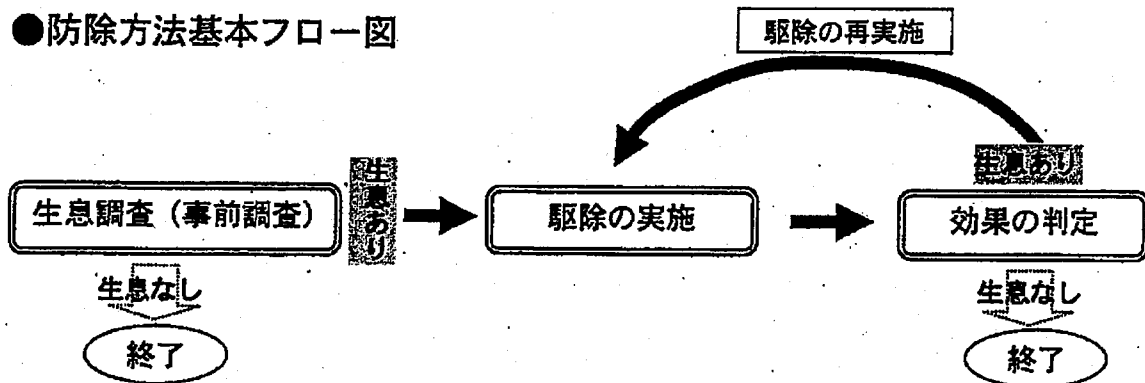 ●防除方法基本フロー図
駆除の再実施
生息調査（事前調査）
生息あり
駆除の実施
生息あり
効果の判定
生息なし
終了
生息なし
終了